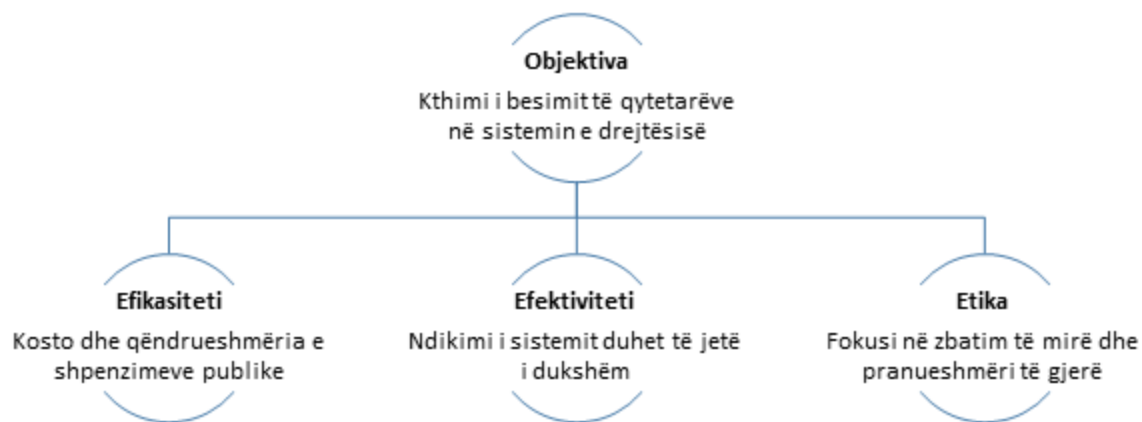 Objektiva
Kthimi i besimit të qytetarëve
në sistemin e drejtësisë
Efikasiteti
Kosto dhe qëndrueshmëria e
shpenzimeve publike
Efektiviteti
Ndikimi i sistemit duhet të jetë
i dukshëm
Etika
Fokusi në zbatim të mirë dhe
pranueshmëri të gjerë